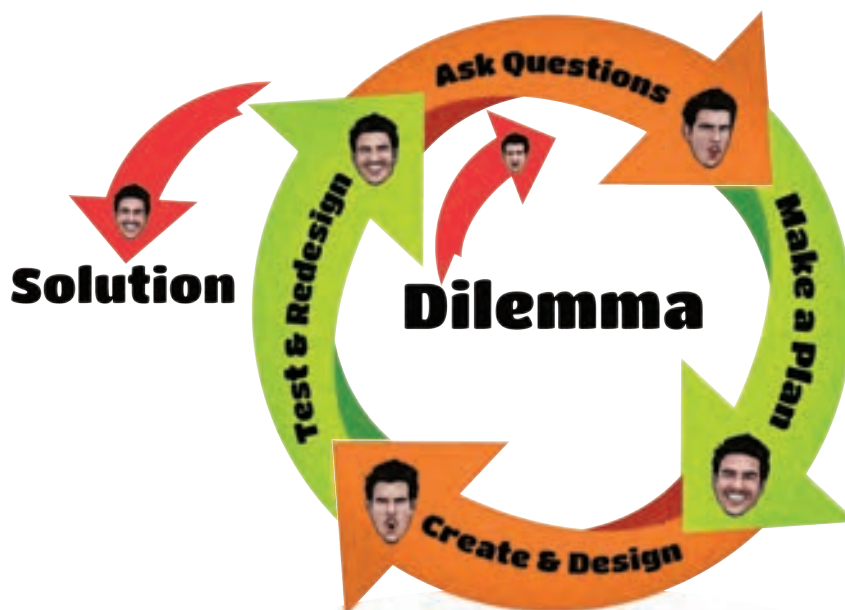 Ask Questions
Make a Plan
Create & Design
Test & Redesign
Dilemma
Solution